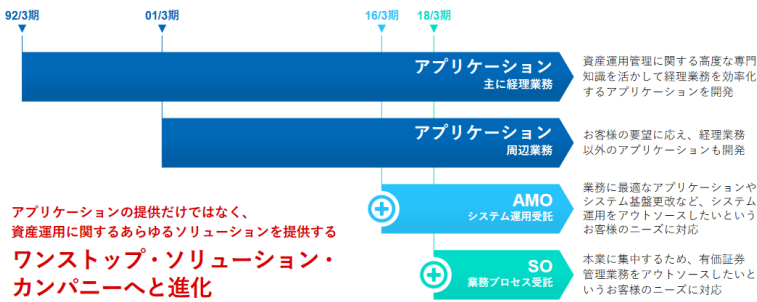 92/3期
01/3期
16/3期
18/3期
アプリケーション
主に経理業務
資産運用管理に関する高度な専門
知識を活かして経理業務を効率化
するアプリケーションを開発
アプリケーション
周辺業務
お客様の要望に応え、経理業務
以外のアプリケーションも開発
AMO
システム運用受託
業務に最適なアプリケーションや
システム基盤更改など、システム
運用をアウトソースしたいという
お客様のニーズに対応
SO
業務プロセス受託
本業に集中するため、有価証券
管理業務をアウトソースしたいと
いうお客様のニーズに対応
アプリケーションの提供だけではなく、
資産運用に関するあらゆるソリューションを提供する
ワンストップ・ソリューション・
カンパニーへと進化